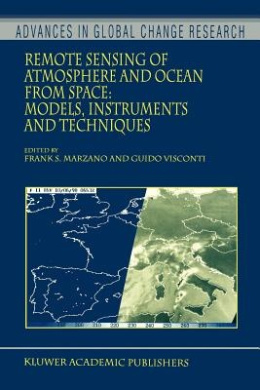 ADVANCES IN GLOBAL CHANGE RESEARCH
REMOTE SENSING OF
ATMOSPHERE AND OCEAN
FROM SPACE:
MODELS, INSTRUMENTS
AND TECHNIQUES
EDITED BY
FRANK S. MARZANO AND GUIDO VISCONTI
KLUWER ACADEMIC PUBLISHERS